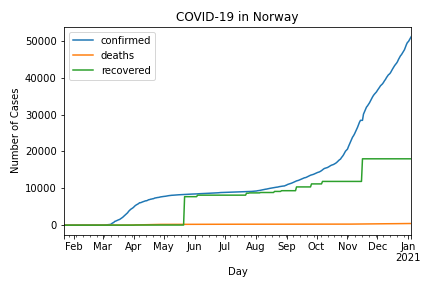 COVID-19 in Norway
confirmed
deaths
recovered
Number of Cases
50000
40000
30000
20000
10000
0
Feb Mar Apr May Jun Jul Aug Sep Oct Nov Dec Jan
2021
Day